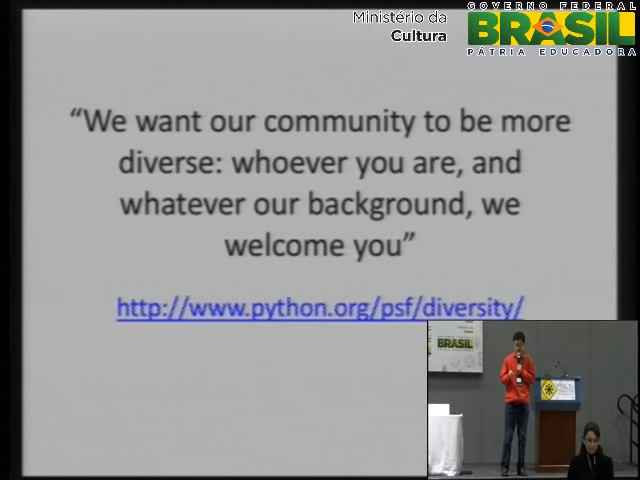 Ministério da
Cultura
GOVERNO FEDERAL
BRASIL
PÁTRIA EDUCADORA
“We want our community to be more
diverse: whoever you are, and
whatever our background, we
welcome you”
http://www.python.org/psf/diversity/
Cultura
BRASIL